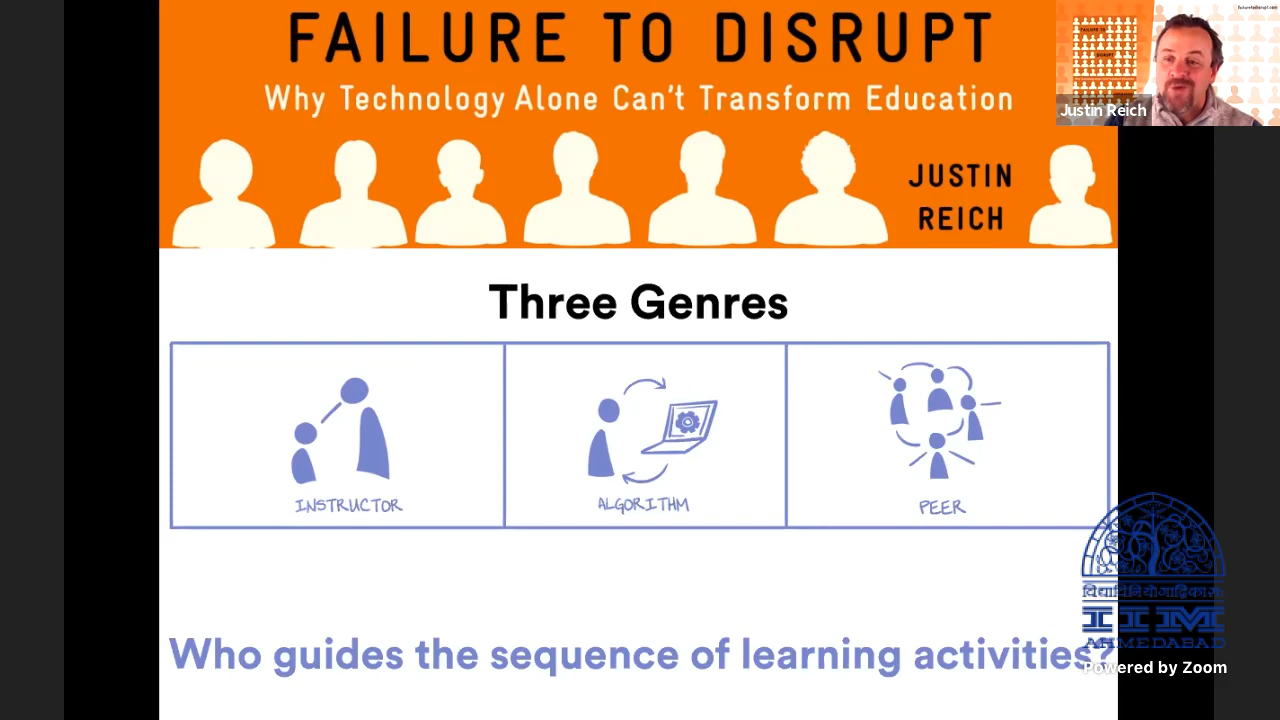 FAILURE TO DISRUPT
Why Technology Alone Can't Transform Education
JUSTIN
REICH
Justin Reich
Three Genres
INSTRUCTOR
ALGORITHM
PEER
Who guides the sequence of learning activities?
IIM
AHMEDABAD
Powered by Zoom